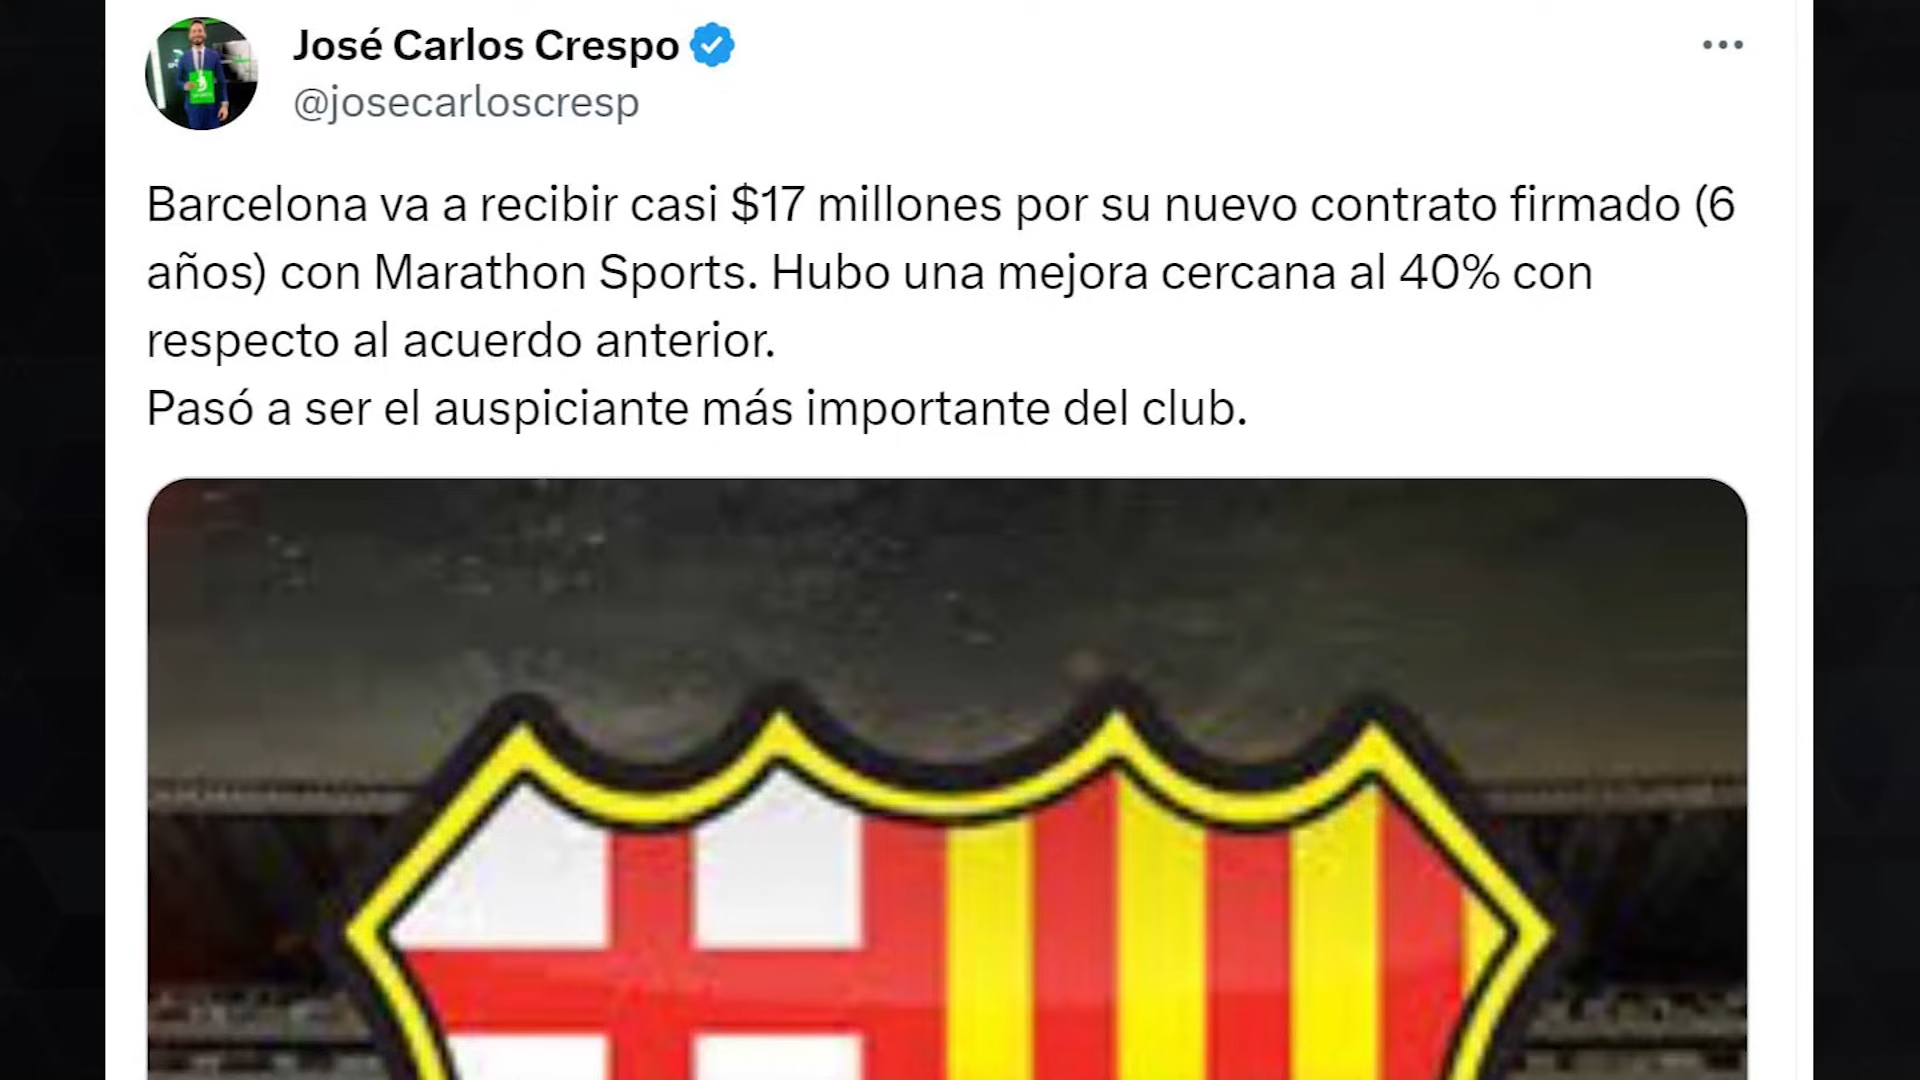 José Carlos Crespo
@josecarloscresp
Barcelona va a recibir casi $17 millones por su nuevo contrato firmado (6
años) con Marathon Sports. Hubo una mejora cercana al 40% con
respecto al acuerdo anterior.
Pasó a ser el auspiciante más importante del club.